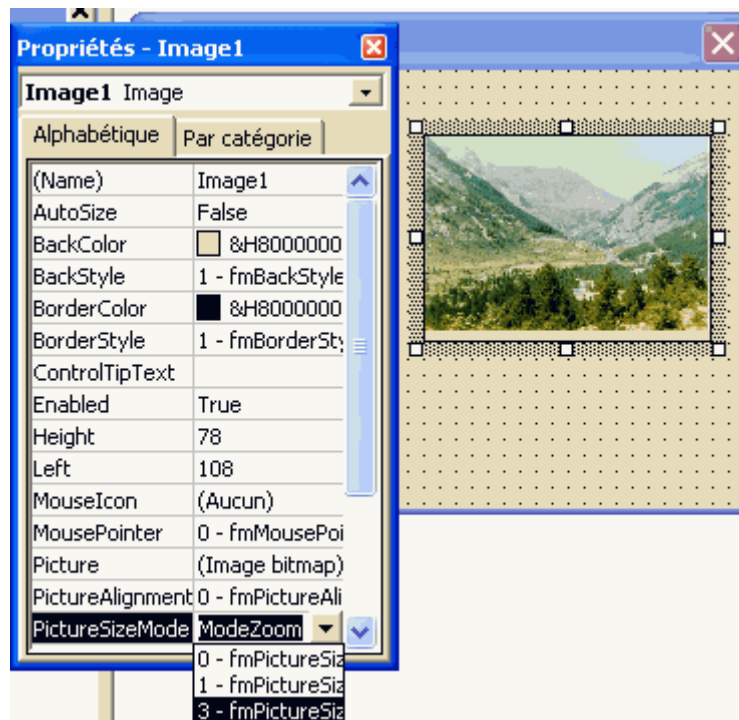 Propriétés - Image1
Image1 Image
Alphabétique Par catégorie
(Name) Image1
AutoSize False
BackColor &H8000000
BackStyle 1 - fmBackStyle
BorderColor &H8000000
BorderStyle 1 - fmBorderSty
ControlTipText
Enabled True
Height 78
Left 108
MouseIcon (Aucun)
MousePointer 0 - fmMousePoi
Picture (Image bitmap)
PictureAlignment 0 - fmPictureAli
PictureSizeMode ModeZoom
0 - fmPictureSiz
1 - fmPictureSiz
3 - fmPictureSiz